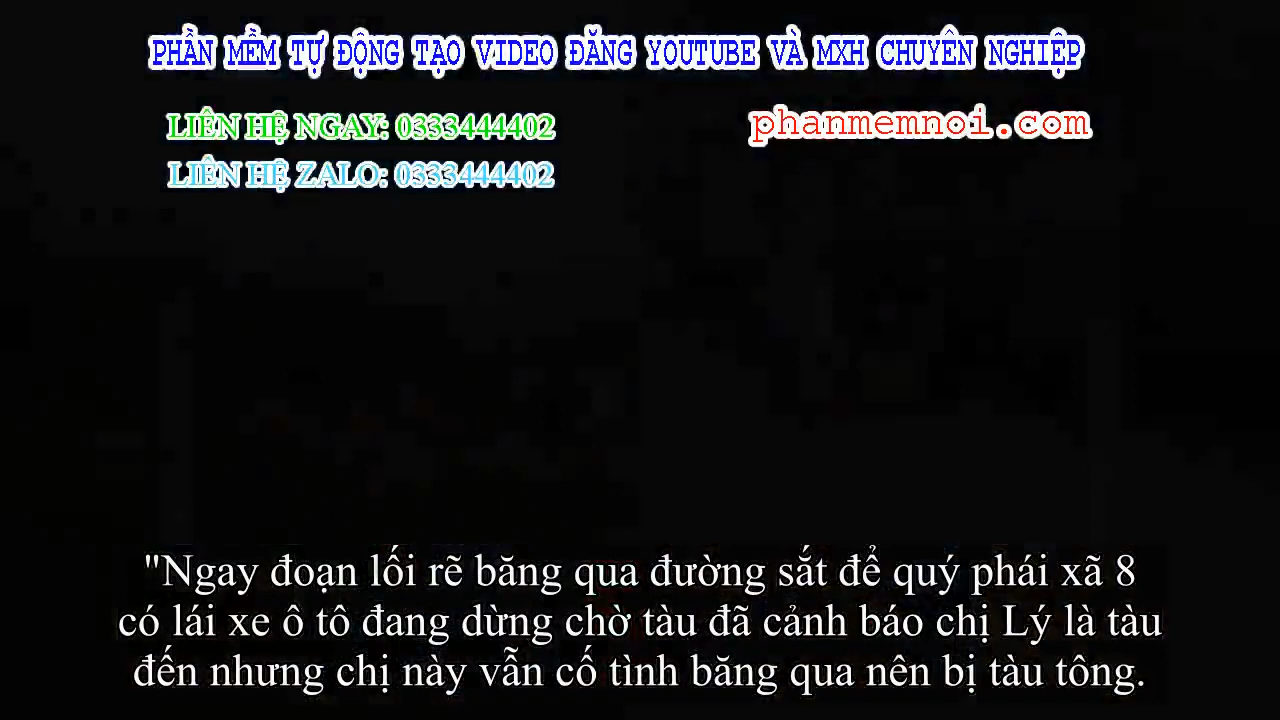 PHẦN MỀM TỰ ĐỘNG TẠO VIDEO ĐĂNG YOUTUBE VÀ MXH CHUYÊN NGHIỆP
LIÊN HỆ NGAY: 0333444402
phanmemnoi.com
LIÊN HỆ ZALO: 0333444402
"Ngay đoạn lối rẽ băng qua đường sắt để quý phái xã 8
có lái xe ô tô đang dừng chờ tàu đã cảnh báo chị Lý là tàu
đến nhưng chị này vẫn cố tình băng qua nên bị tàu tông.